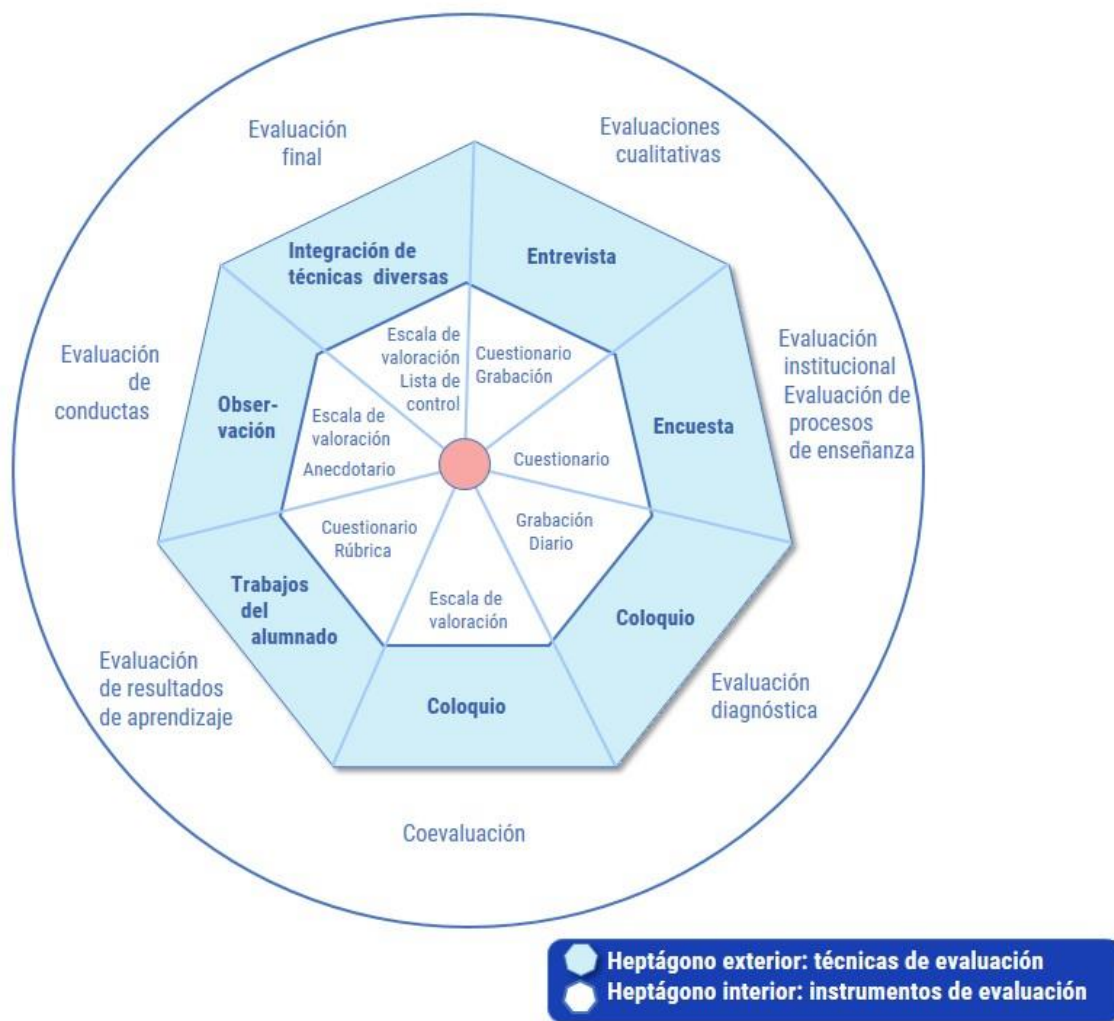 Evaluación
final
Evaluaciones
cualitativas
Integración de
técnicas diversas
Entrevista
Escala de
valoración
Lista de
control
Cuestionario
Grabación
Evaluación
institucional
Evaluación de
procesos
de enseñanza
Evaluación
de
conductas
Obser-
vación
Escala de
valoración
Anecdotario
Encuesta
Cuestionario
Cuestionario
Rúbrica
Grabación
Diario
Trabajos
del
alumnado
Escala de
valoración
Coloquio
Evaluación
de resultados
de aprendizaje
Coloquio
Evaluación
diagnóstica
Coevaluación
Heptágono exterior: técnicas de evaluación
Heptágono interior: instrumentos de evaluación